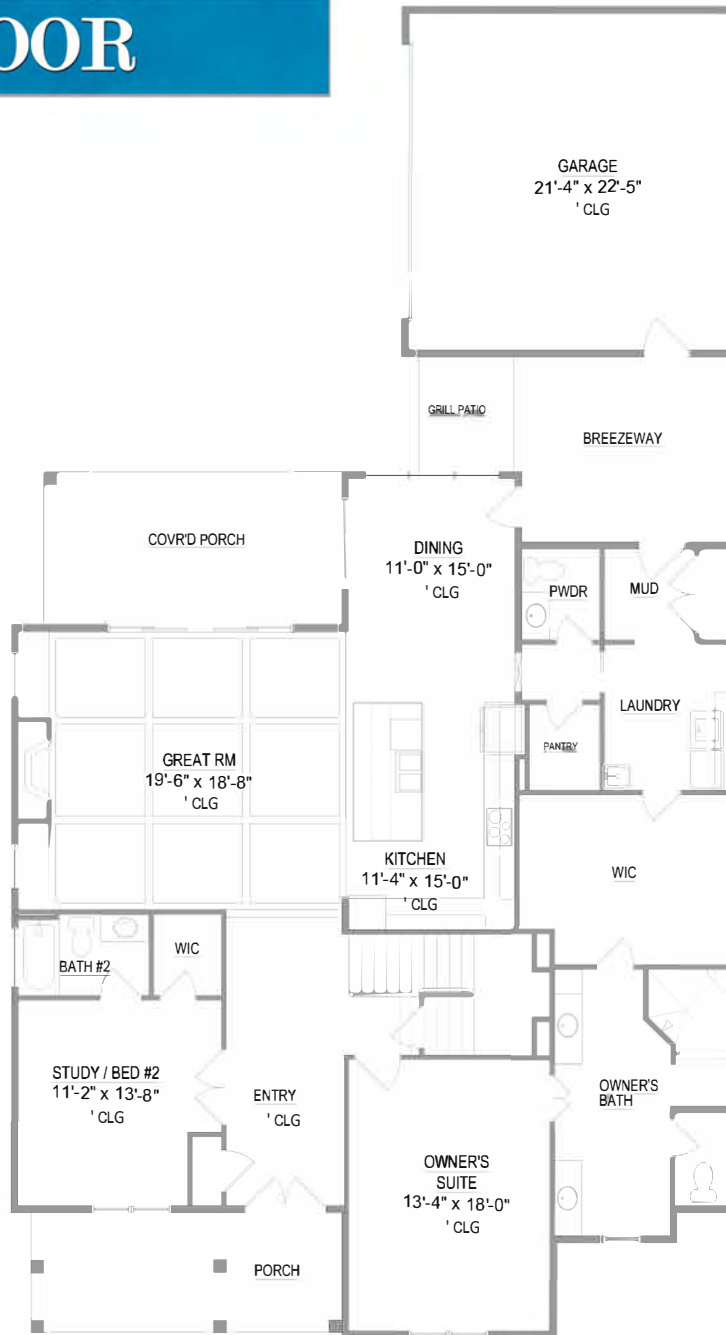 OOR
GARAGE
21'-4" x 22'-5"
' CLG
GRILL PATIO
BREEZEWAY
COVR'D PORCH
DINING
11'-0" x 15'-0"
' CLG
PWDR
MUD
LAUNDRY
PANTRY
GREAT RM
19'-6" x 18'-8"
' CLG
KITCHEN
11'-4" x 15'-0"
' CLG
WIC
BATH #2
WIC
STUDY / BED #2
11'-2" x 13'-8"
' CLG
ENTRY
' CLG
OWNER'S
BATH
OWNER'S
SUITE
13'-4" x 18'-0"
' CLG
PORCH